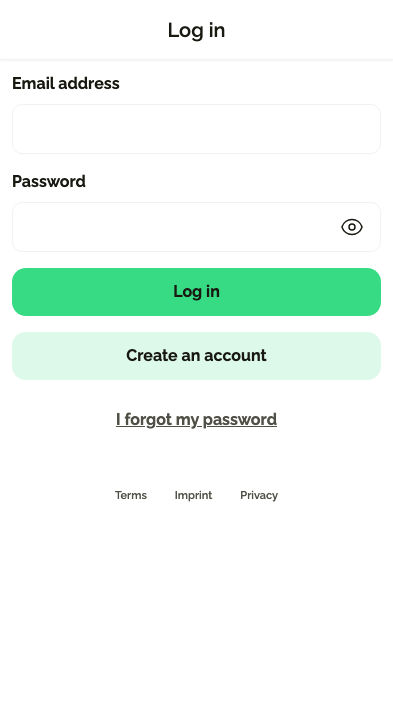 Log in
Email address
Password
Log in
Create an account
I forgot my password
Terms Imprint Privacy